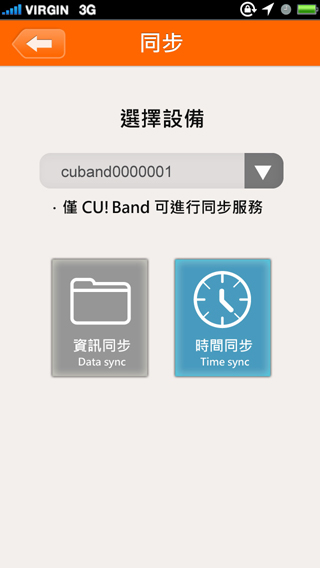 VIRGIN 3G
同步
選擇設備
cuband0000001
．僅 CU! Band 可進行同步服務
資訊同步
Data sync
時間同步
Time sync